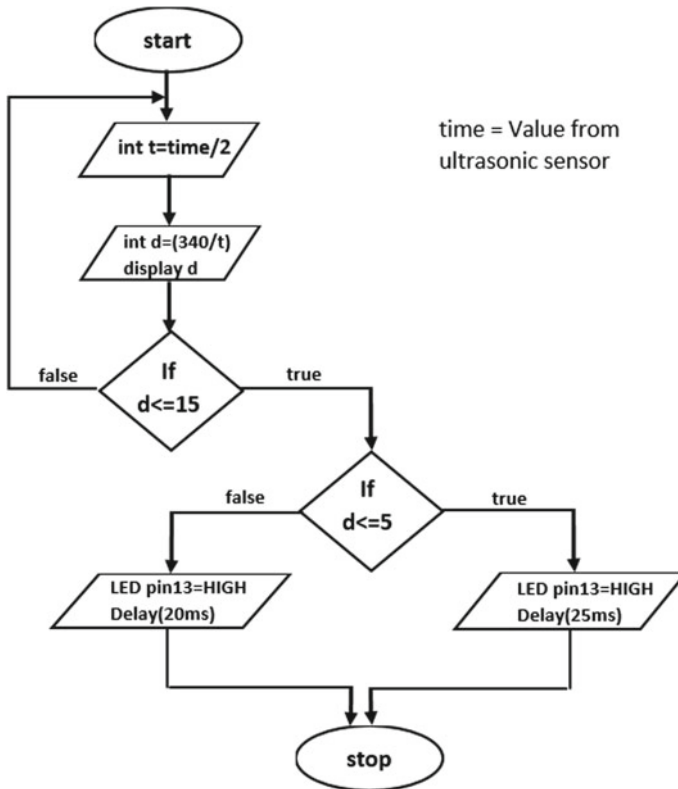 start
time = Value from
ultrasonic sensor
int t=time/2
int d=(340/t)
display d
If
d<=15
false
true
If
d<=5
false
true
LED pin13=HIGH
Delay(20ms)
LED pin13=HIGH
Delay(25ms)
stop